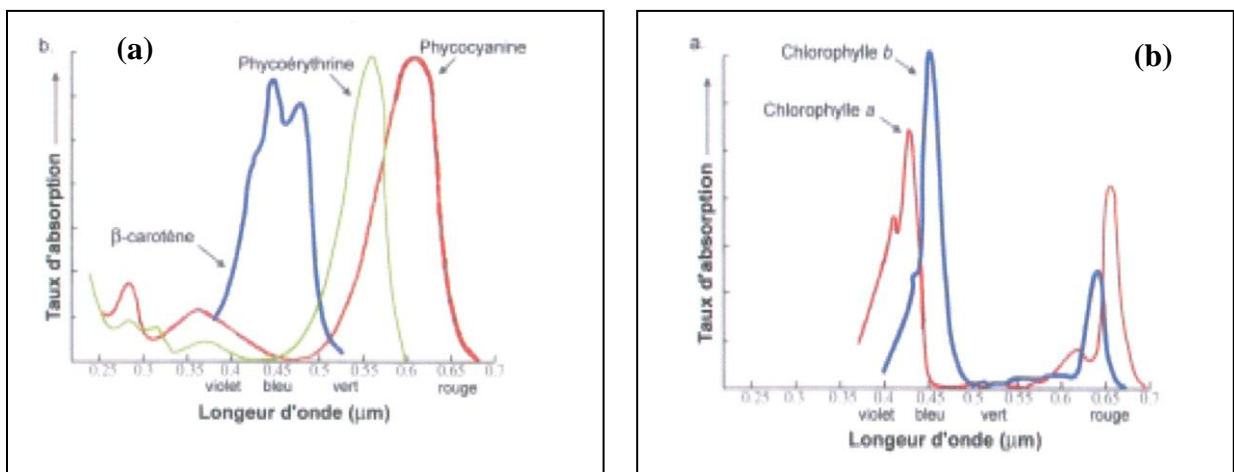 b.
(a)
Phycocyanine
Phycoérythrine
β-carotène
Taux d'absorption
0.25 0.3 0.35 0.4 0.45 0.5 0.55 0.6 0.65 0.7
violet bleu vert rouge
Longeur d'onde (μm)
a.
(b)
Chlorophylle b
Chlorophylle a
Taux d'absorption
0.25 0.3 0.35 0.4 0.45 0.5 0.55 0.6 0.65 0.7
violet bleu vert rouge
Longeur d'onde (μm)